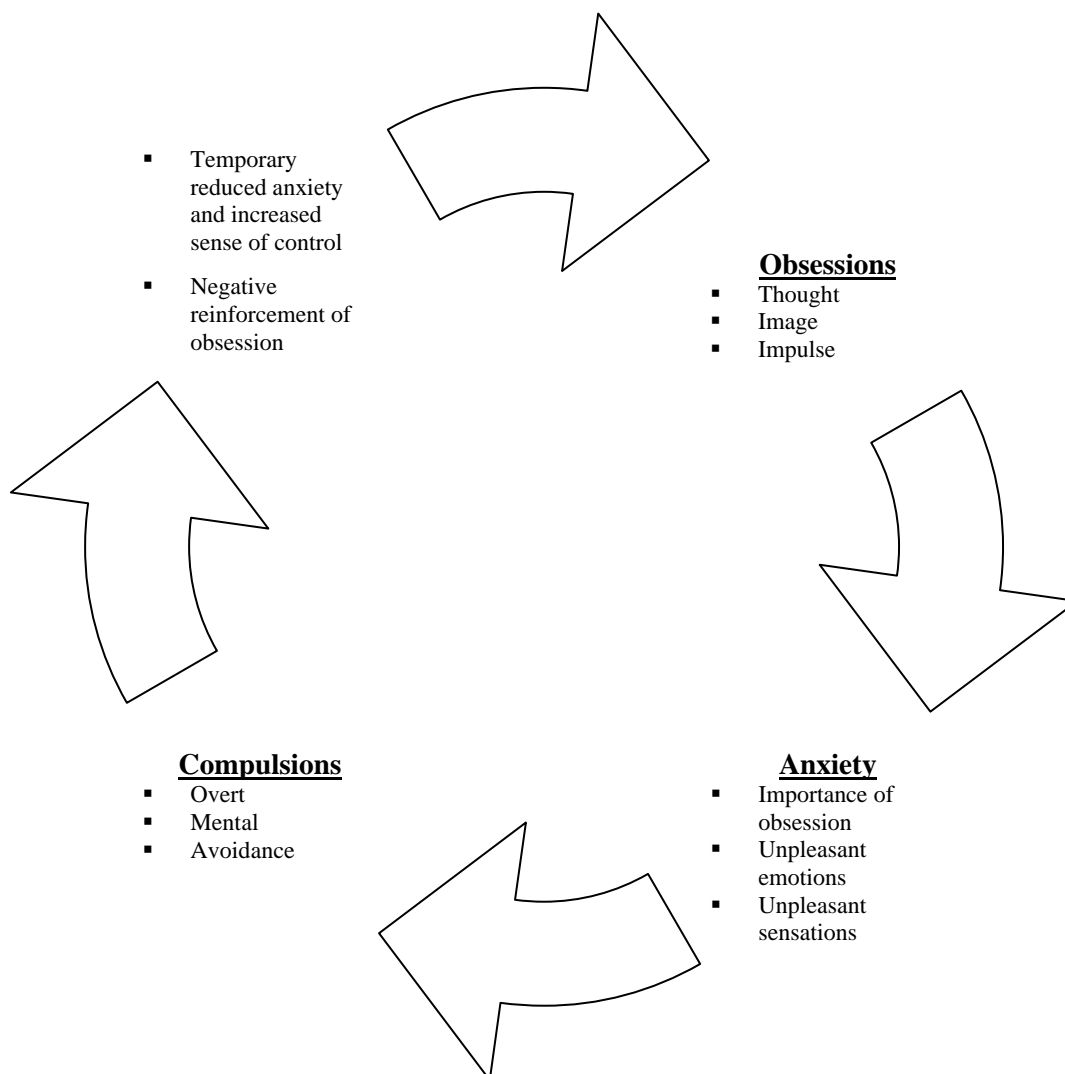 ▪ Temporary
reduced anxiety
and increased
sense of control
▪ Negative
reinforcement of
obsession
Obsessions
▪ Thought
▪ Image
▪ Impulse
Anxiety
▪ Importance of
obsession
▪ Unpleasant
emotions
▪ Unpleasant
sensations
Compulsions
▪ Overt
▪ Mental
▪ Avoidance